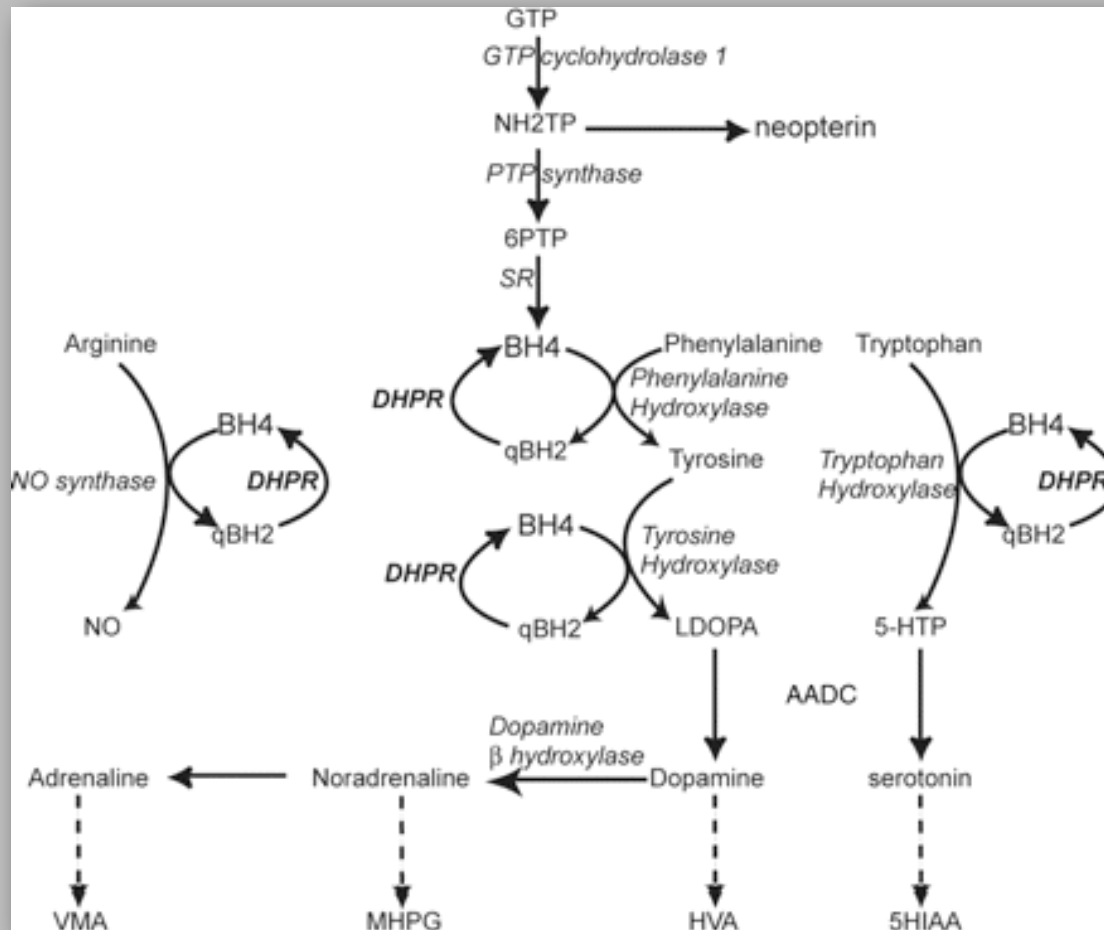 GTP
GTP cyclohydrolase 1
NH2TP
neopterin
PTP synthase
6PTP
SR
Arginine
BH4
Phenylalanine
Tryptophan
DHPR
Phenylalanine
Hydroxylase
BH4
BH4
qBH2
Tyrosine
NO synthase
DHPR
Tryptophan
Hydroxylase
DHPR
qBH2
BH4
Tyrosine
Hydroxylase
qBH2
DHPR
NO
qBH2
LDOPA
5-HTP
AADC
Dopamine
β hydroxylase
Adrenaline
Noradrenaline
Dopamine
serotonin
VMA
MHPG
HVA
5HIAA